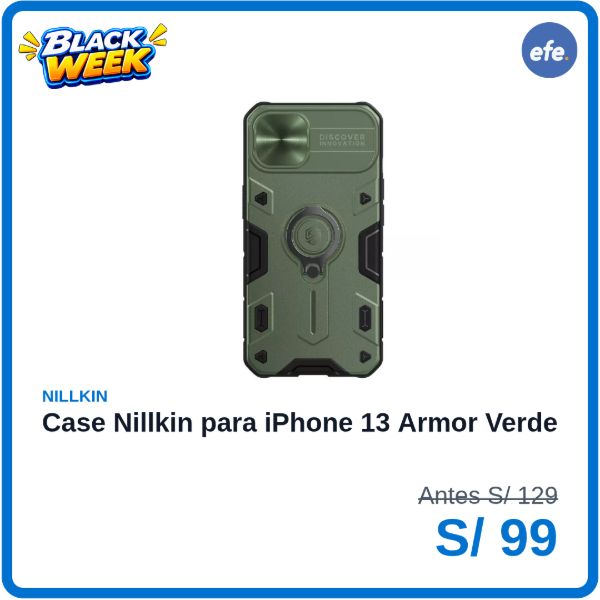 BLACK
WEEK
efe.
DISCOVER
INNOVATION
NILLKIN
Case Nillkin para iPhone 13 Armor Verde
Antes S/ 129
S/ 99